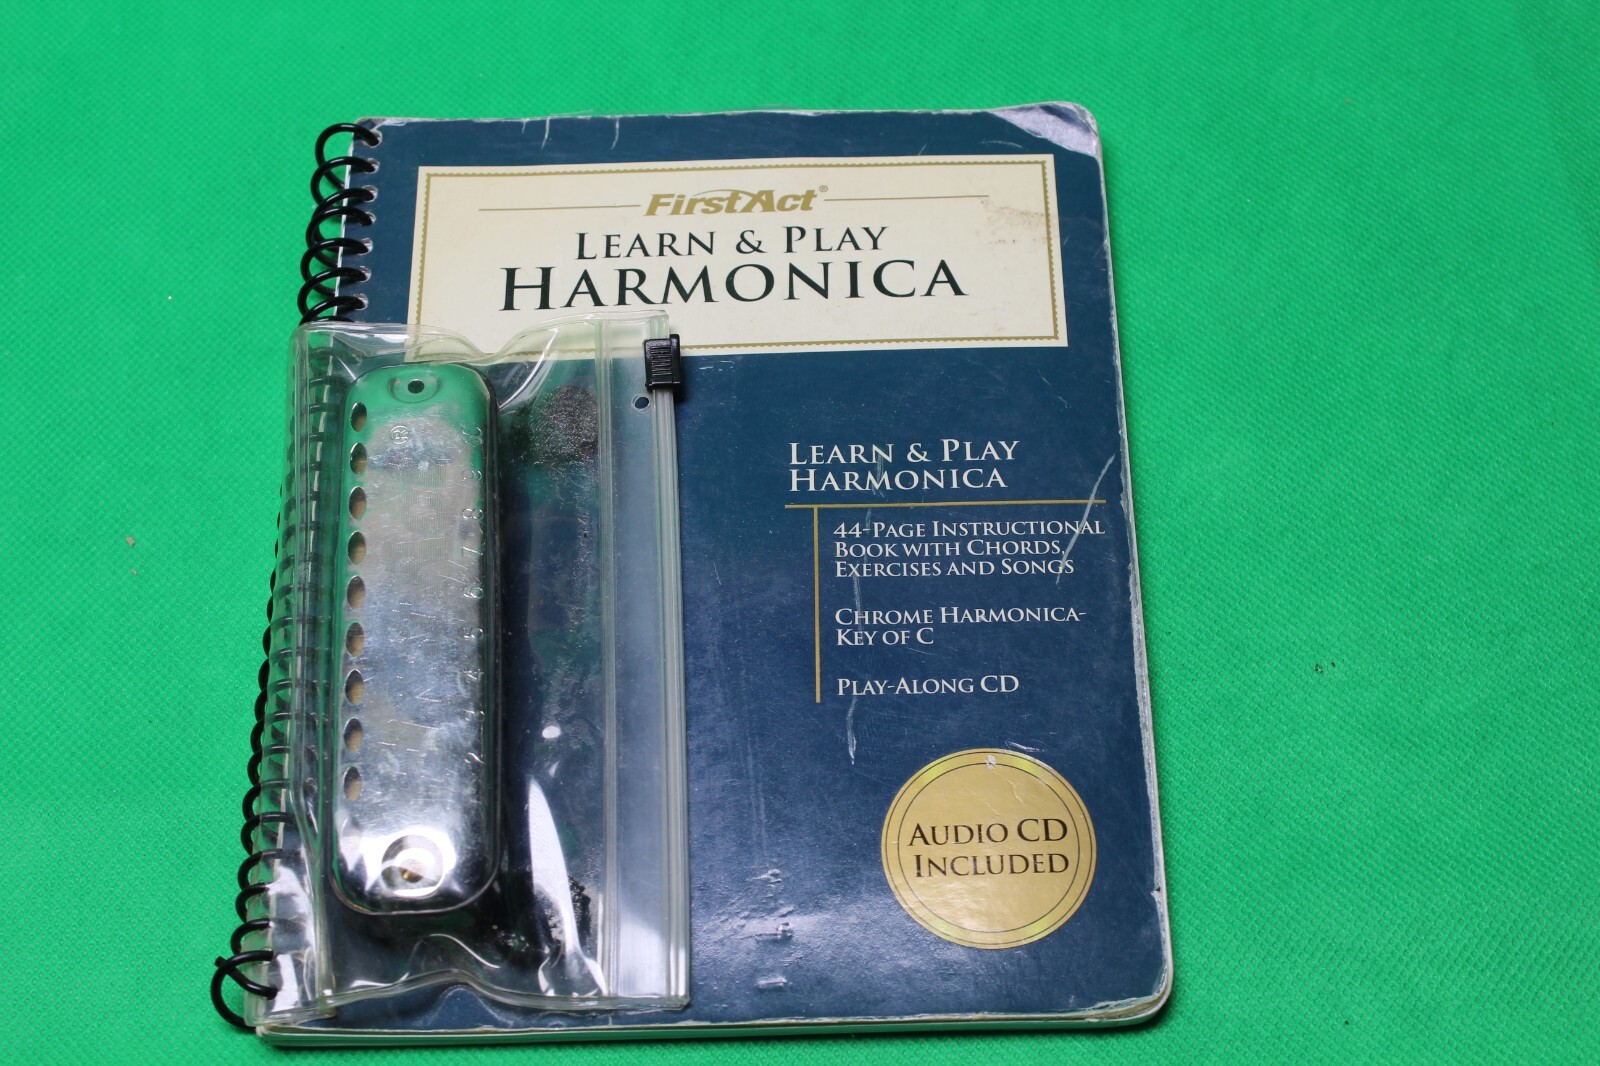 FirstAct®
LEARN & PLAY
HARMONICA
LEARN & PLAY
HARMONICA
44-PAGE INSTRUCTIONAL
BOOK WITH CHORDS,
EXERCISES AND SONGS
CHROME HARMONICA-
KEY OF C
PLAY-ALONG CD
AUDIO CD
INCLUDED